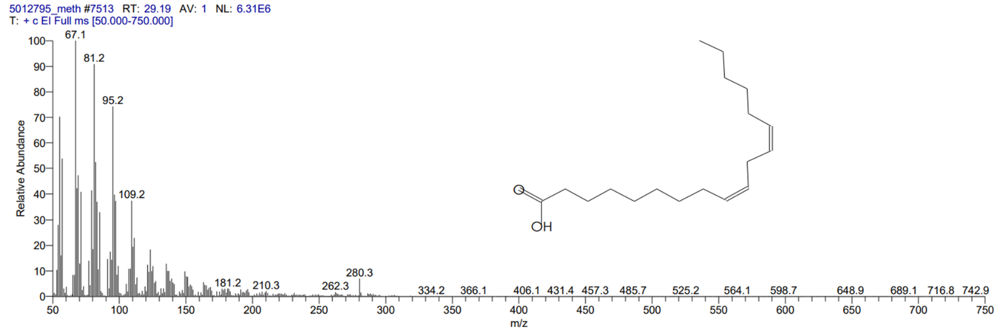 5012795_meth #7513 RT: 29.19 AV: 1 NL: 6.31E6
T: + c EI Full ms [50.000-750.000]
67.1
100
81.2
90
80
95.2
70
60
50
40
109.2
30
20
10
181.2 210.3 262.3 280.3 334.2 366.1 406.1 431.4 457.3 485.7 525.2 564.1 598.7 648.9 689.1 716.8 742.9
0
50 100 150 200 250 300 350 400 450 500 550 600 650 700 750
m/z
Relative Abundance
O
OH